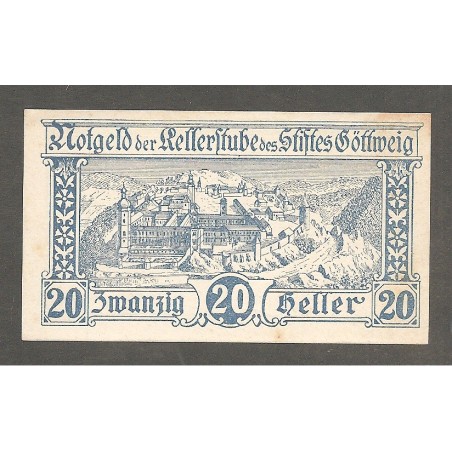 Notgeld der Kellerstube des Stiftes Göttweig
20 Zwanzig 20 Heller 20